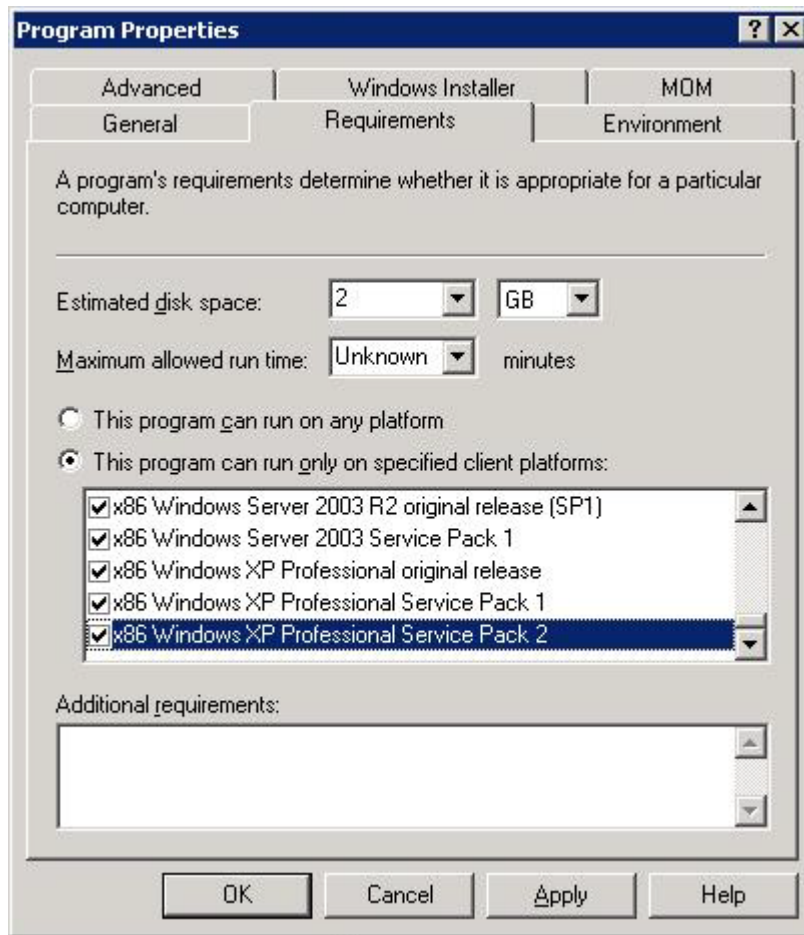 Program Properties
Advanced
Windows Installer
MOM
General
Requirements
Environment
A program's requirements determine whether it is appropriate for a particular
computer.
Estimated disk space:
2
GB
Maximum allowed run time:
Unknown
minutes
This program can run on any platform
This program can run only on specified client platforms:
x86 Windows Server 2003 R2 original release (SP1)
x86 Windows Server 2003 Service Pack 1
x86 Windows XP Professional original release
x86 Windows XP Professional Service Pack 1
x86 Windows XP Professional Service Pack 2
Additional requirements:
OK
Cancel
Apply
Help